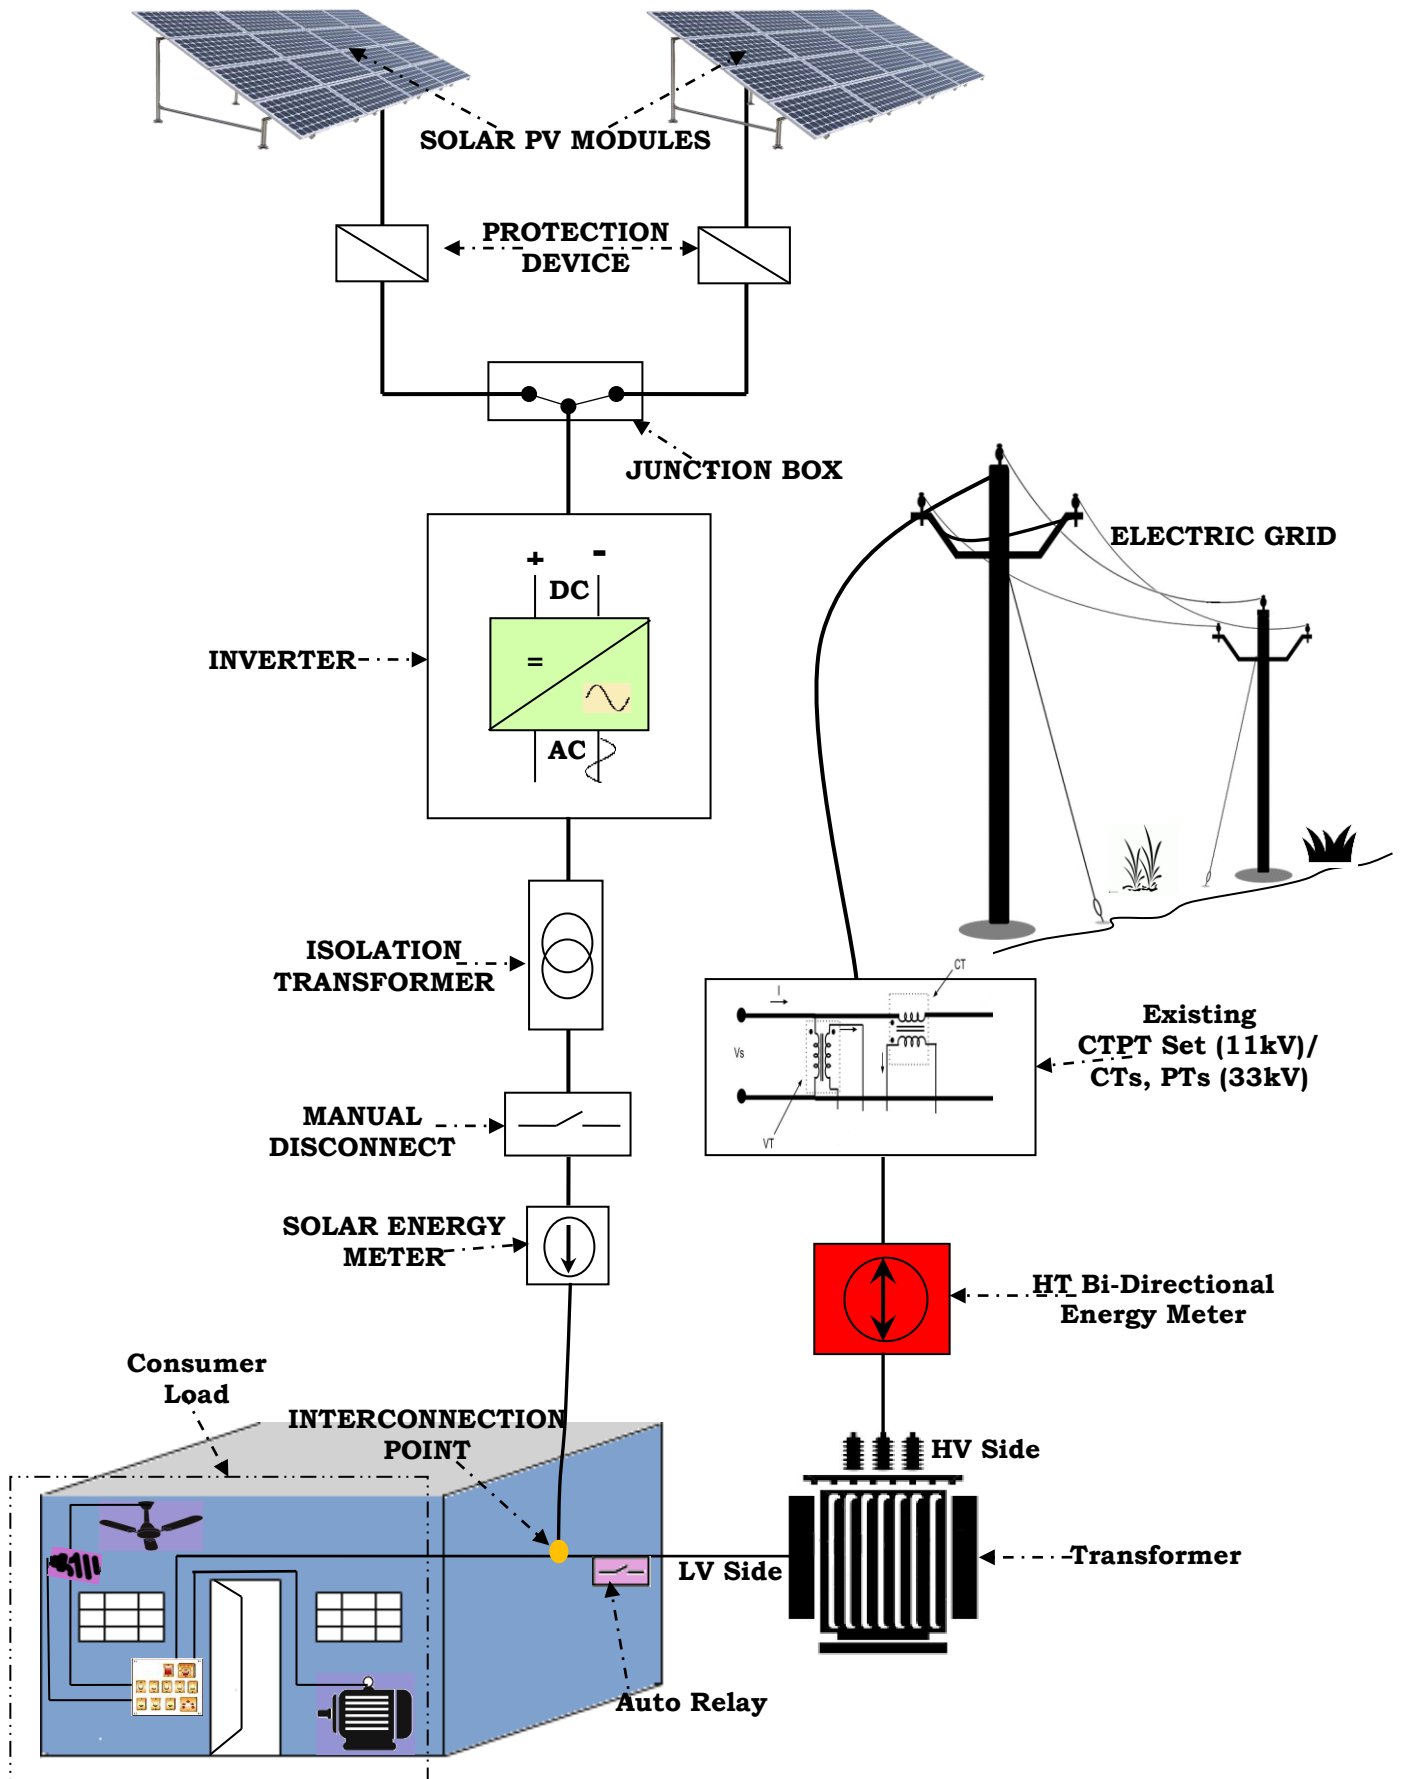 SOLAR PV MODULES
PROTECTION
DEVICE
JUNCTION BOX
ELECTRIC GRID
+ -
DC
INVERTER
=
AC
ISOLATION
TRANSFORMER
CT
I
Vs
VT
Existing
CTPT Set (11kV)/
CTs, PTs (33kV)
MANUAL
DISCONNECT
SOLAR ENERGY
METER
HT Bi-Directional
Energy Meter
Consumer
Load
INTERCONNECTION
POINT
HV Side
LV Side
Transformer
Auto Relay